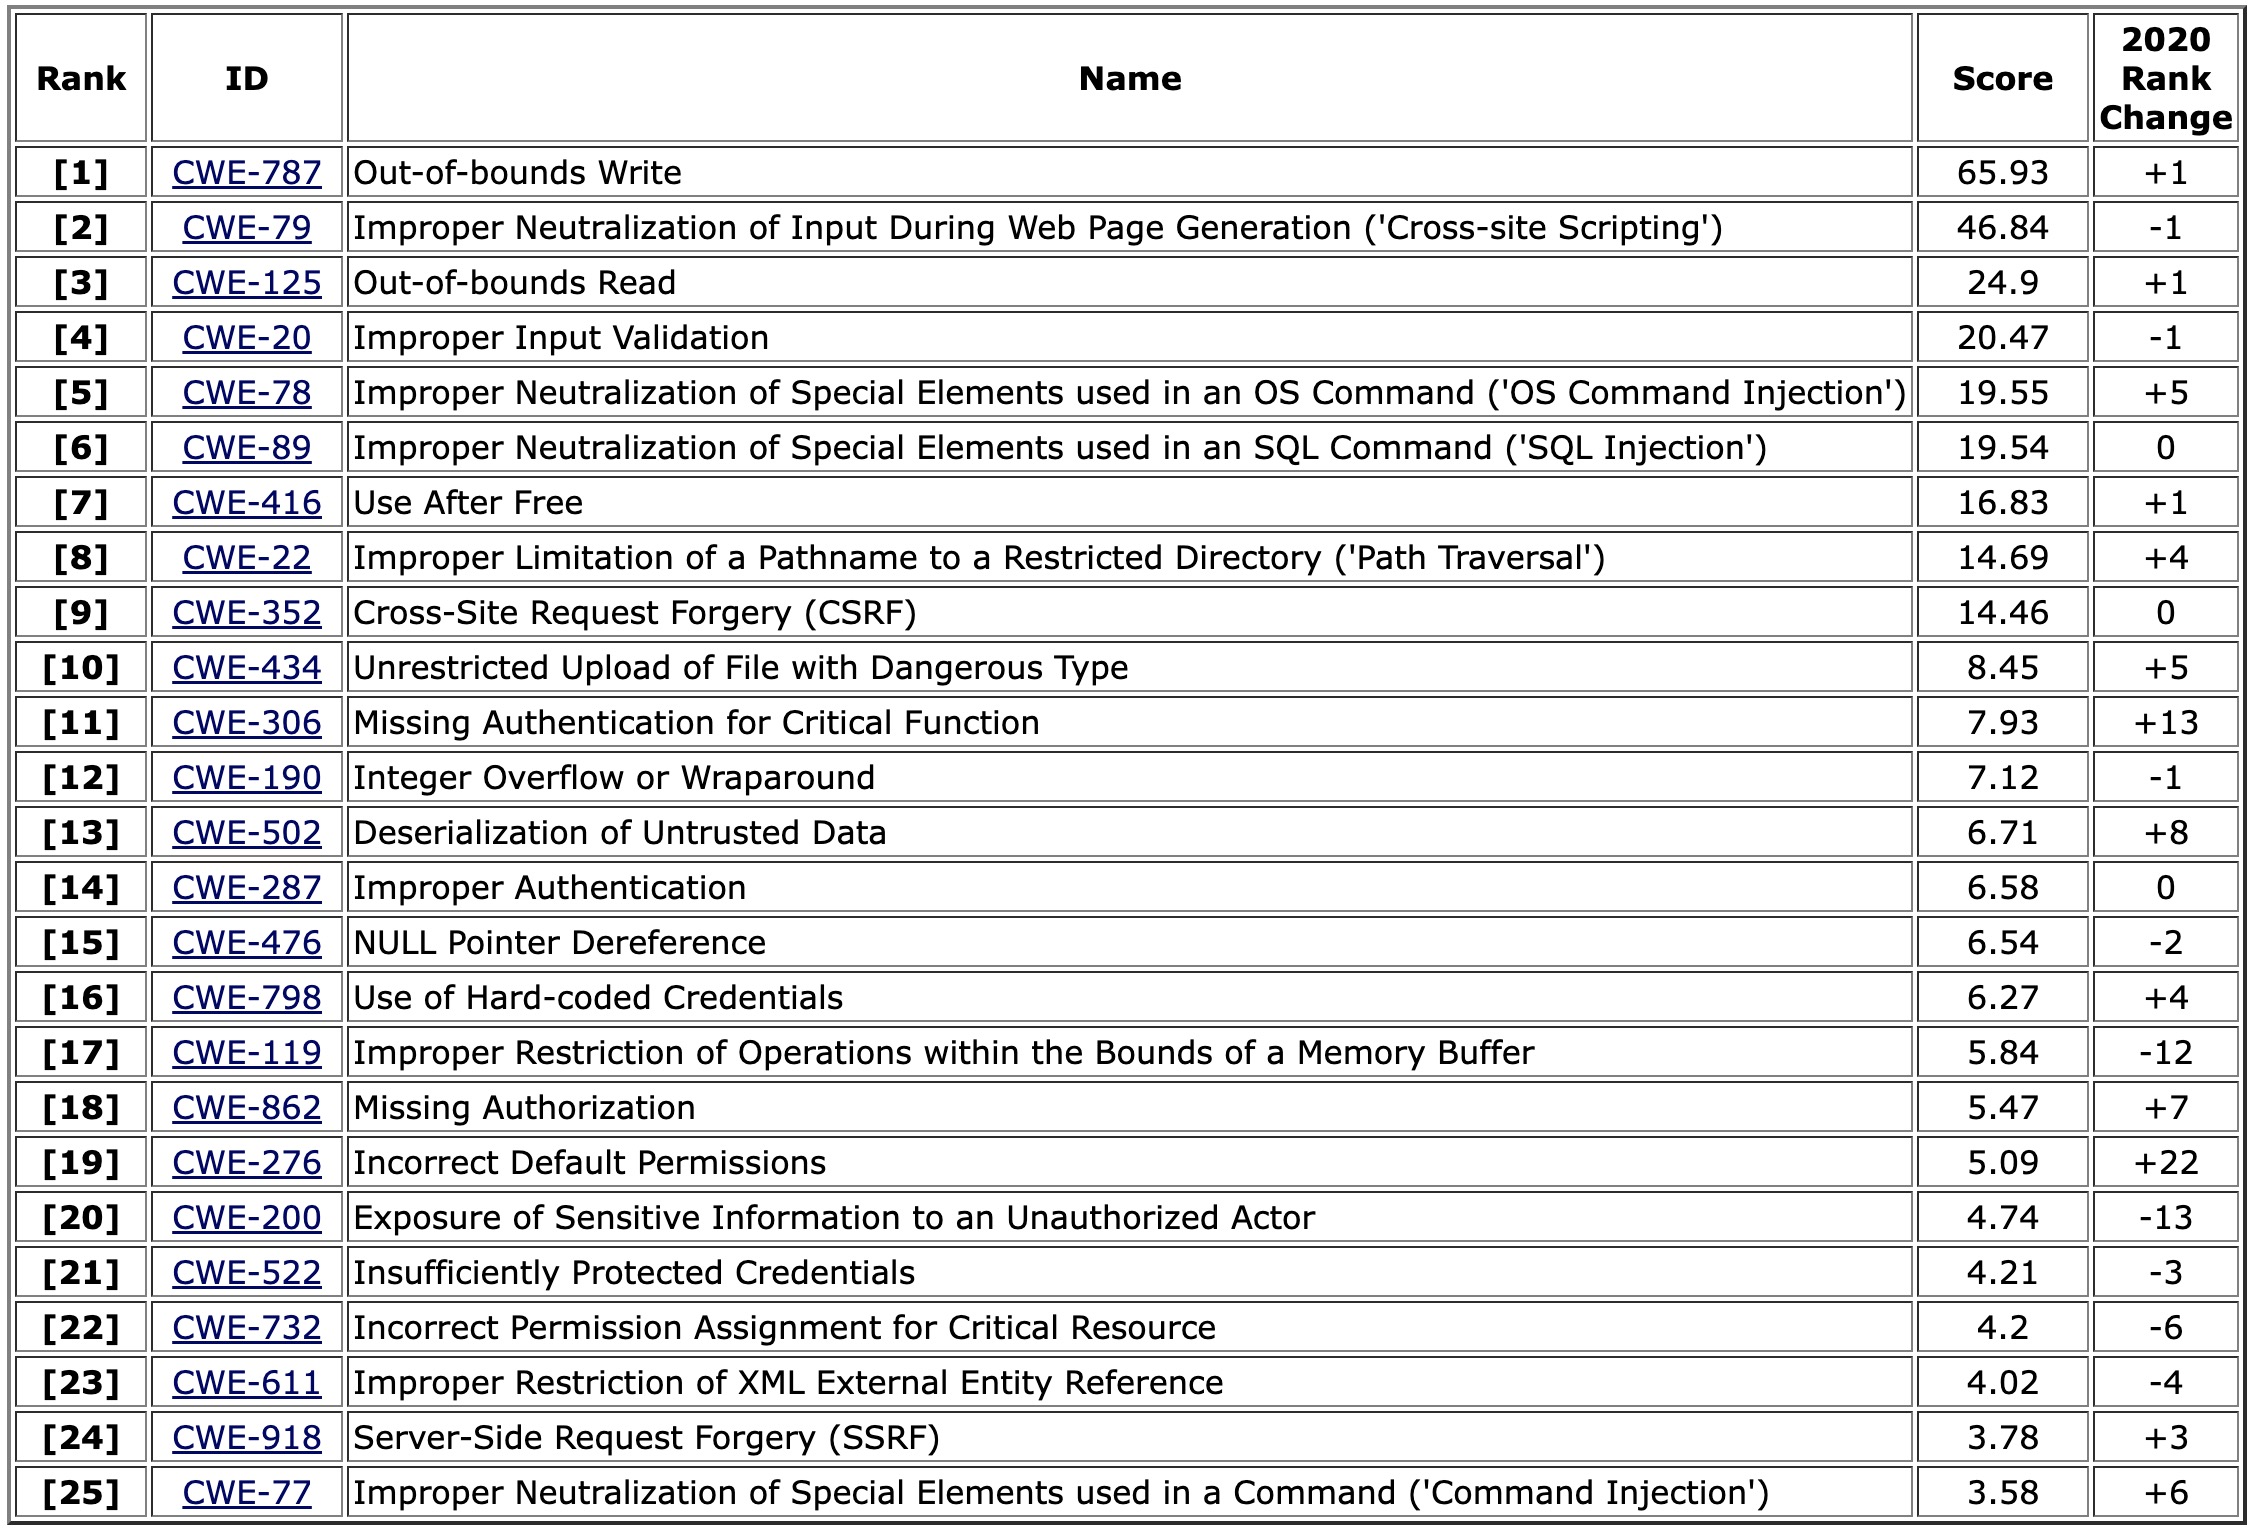 Rank ID Name Score 2020 Rank Change
[1] CWE-787 Out-of-bounds Write 65.93 +1
[2] CWE-79 Improper Neutralization of Input During Web Page Generation ('Cross-site Scripting') 46.84 -1
[3] CWE-125 Out-of-bounds Read 24.9 +1
[4] CWE-20 Improper Input Validation 20.47 -1
[5] CWE-78 Improper Neutralization of Special Elements used in an OS Command ('OS Command Injection') 19.55 +5
[6] CWE-89 Improper Neutralization of Special Elements used in an SQL Command ('SQL Injection') 19.54 0
[7] CWE-416 Use After Free 16.83 +1
[8] CWE-22 Improper Limitation of a Pathname to a Restricted Directory ('Path Traversal') 14.69 +4
[9] CWE-352 Cross-Site Request Forgery (CSRF) 14.46 0
[10] CWE-434 Unrestricted Upload of File with Dangerous Type 8.45 +5
[11] CWE-306 Missing Authentication for Critical Function 7.93 +13
[12] CWE-190 Integer Overflow or Wraparound 7.12 -1
[13] CWE-502 Deserialization of Untrusted Data 6.71 +8
[14] CWE-287 Improper Authentication 6.58 0
[15] CWE-476 NULL Pointer Dereference 6.54 -2
[16] CWE-798 Use of Hard-coded Credentials 6.27 +4
[17] CWE-119 Improper Restriction of Operations within the Bounds of a Memory Buffer 5.84 -12
[18] CWE-862 Missing Authorization 5.47 +7
[19] CWE-276 Incorrect Default Permissions 5.09 +22
[20] CWE-200 Exposure of Sensitive Information to an Unauthorized Actor 4.74 -13
[21] CWE-522 Insufficiently Protected Credentials 4.21 -3
[22] CWE-732 Incorrect Permission Assignment for Critical Resource 4.2 -6
[23] CWE-611 Improper Restriction of XML External Entity Reference 4.02 -4
[24] CWE-918 Server-Side Request Forgery (SSRF) 3.78 +3
[25] CWE-77 Improper Neutralization of Special Elements used in a Command ('Command Injection') 3.58 +6